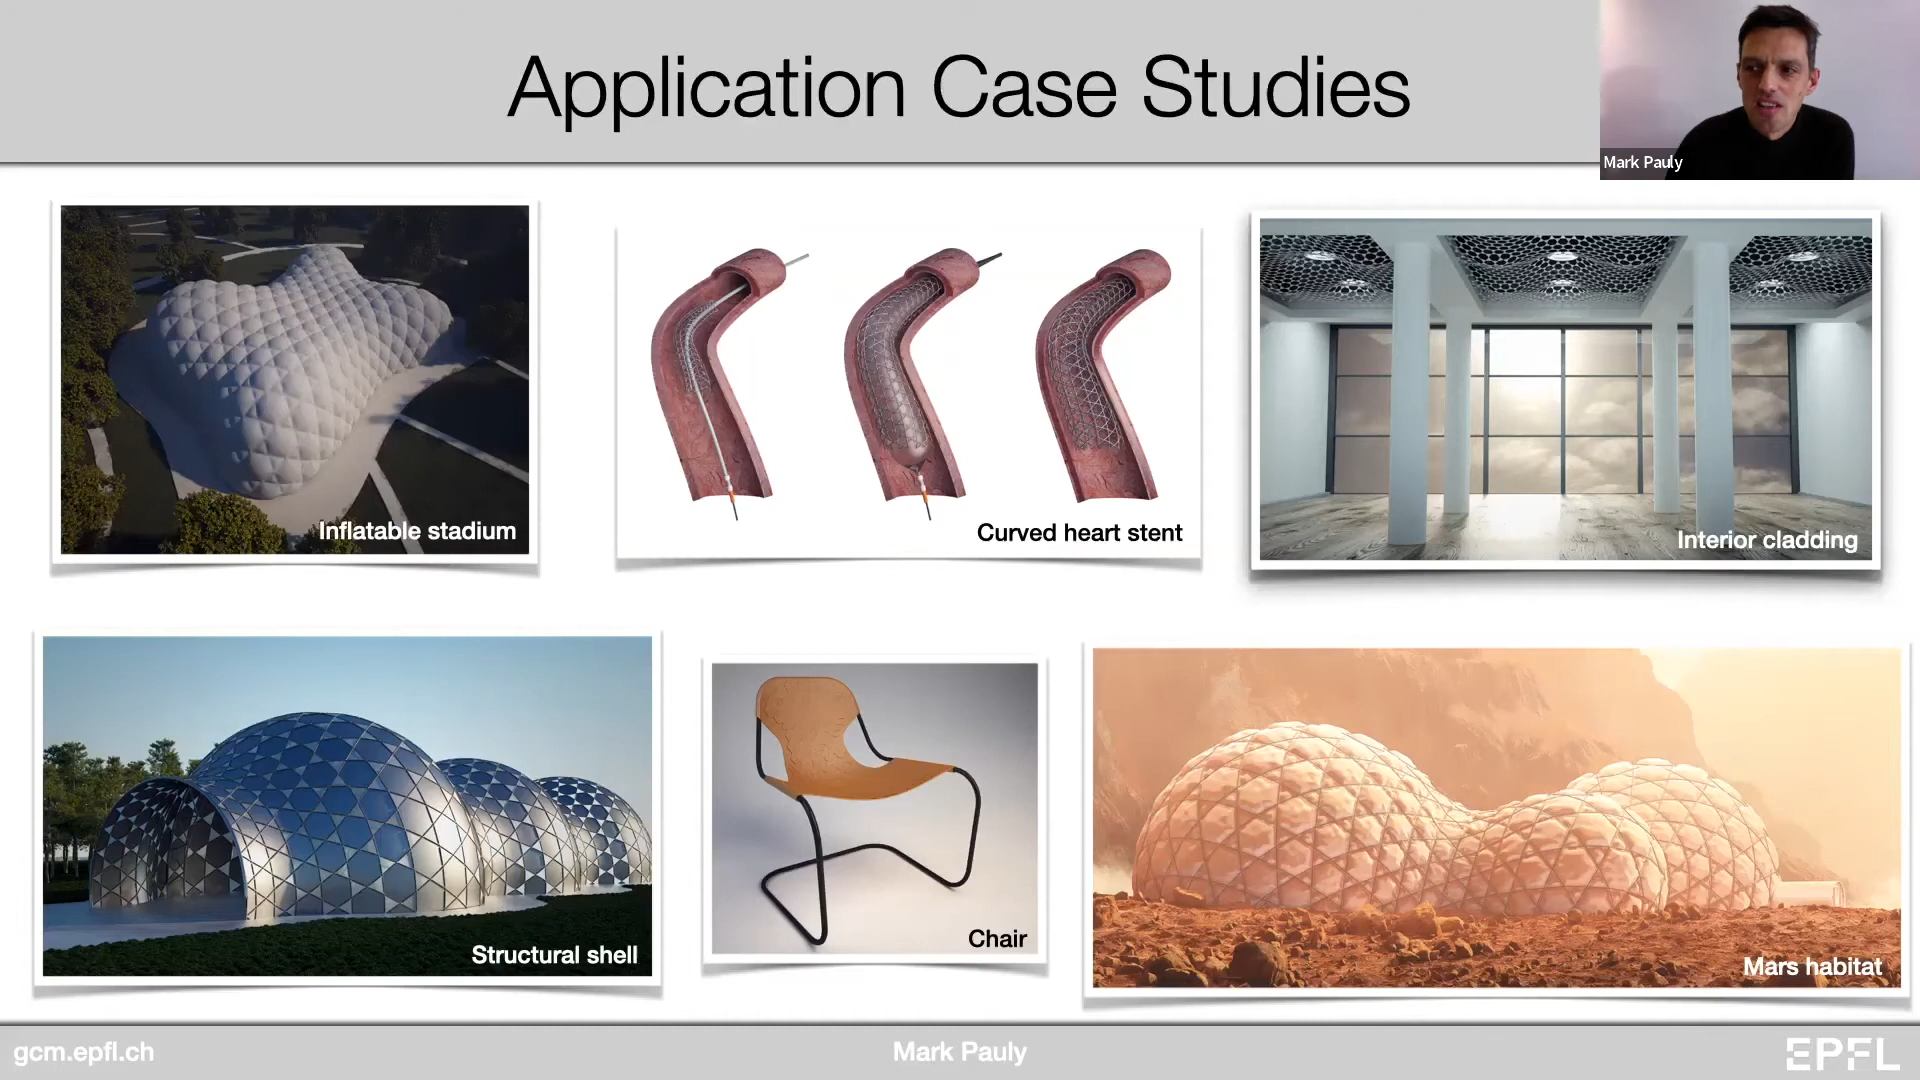 Application Case Studies
Mark Pauly
Inflatable stadium
Curved heart stent
Interior cladding
Structural shell
Chair
Mars habitat
gcm.epfl.ch
Mark Pauly
EPFL